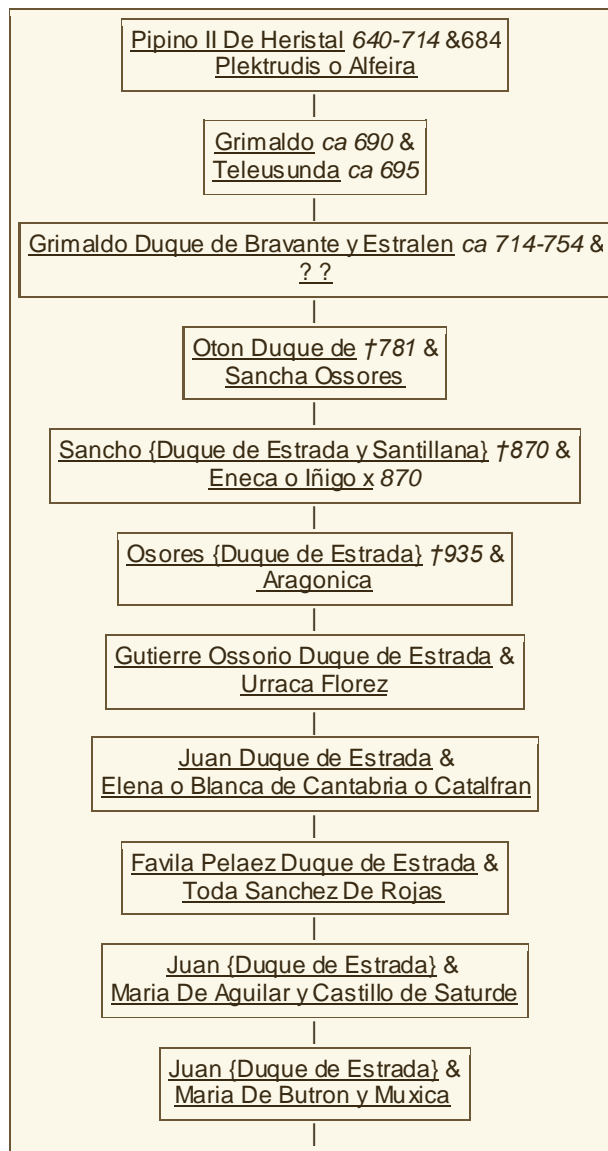 Pipino II De Heristal 640-714 &684
Plektrudis o Alfeira
Grimaldo ca 690 &
Teleusunda ca 695
Grimaldo Duque de Bravante y Estralen ca 714-754 &
? ?
Oton Duque de †781 &
Sancha Ossores
Sancho {Duque de Estrada y Santillana} †870 &
Eneca o Iñigo x 870
Osores {Duque de Estrada} †935 &
Aragonica
Gutierre Ossorio Duque de Estrada &
Urraca Florez
Juan Duque de Estrada &
Elena o Blanca de Cantabria o Catalfran
Favila Pelaez Duque de Estrada &
Toda Sanchez De Rojas
Juan {Duque de Estrada} &
Maria De Aguilar y Castillo de Saturde
Juan {Duque de Estrada} &
Maria De Butron y Muxica